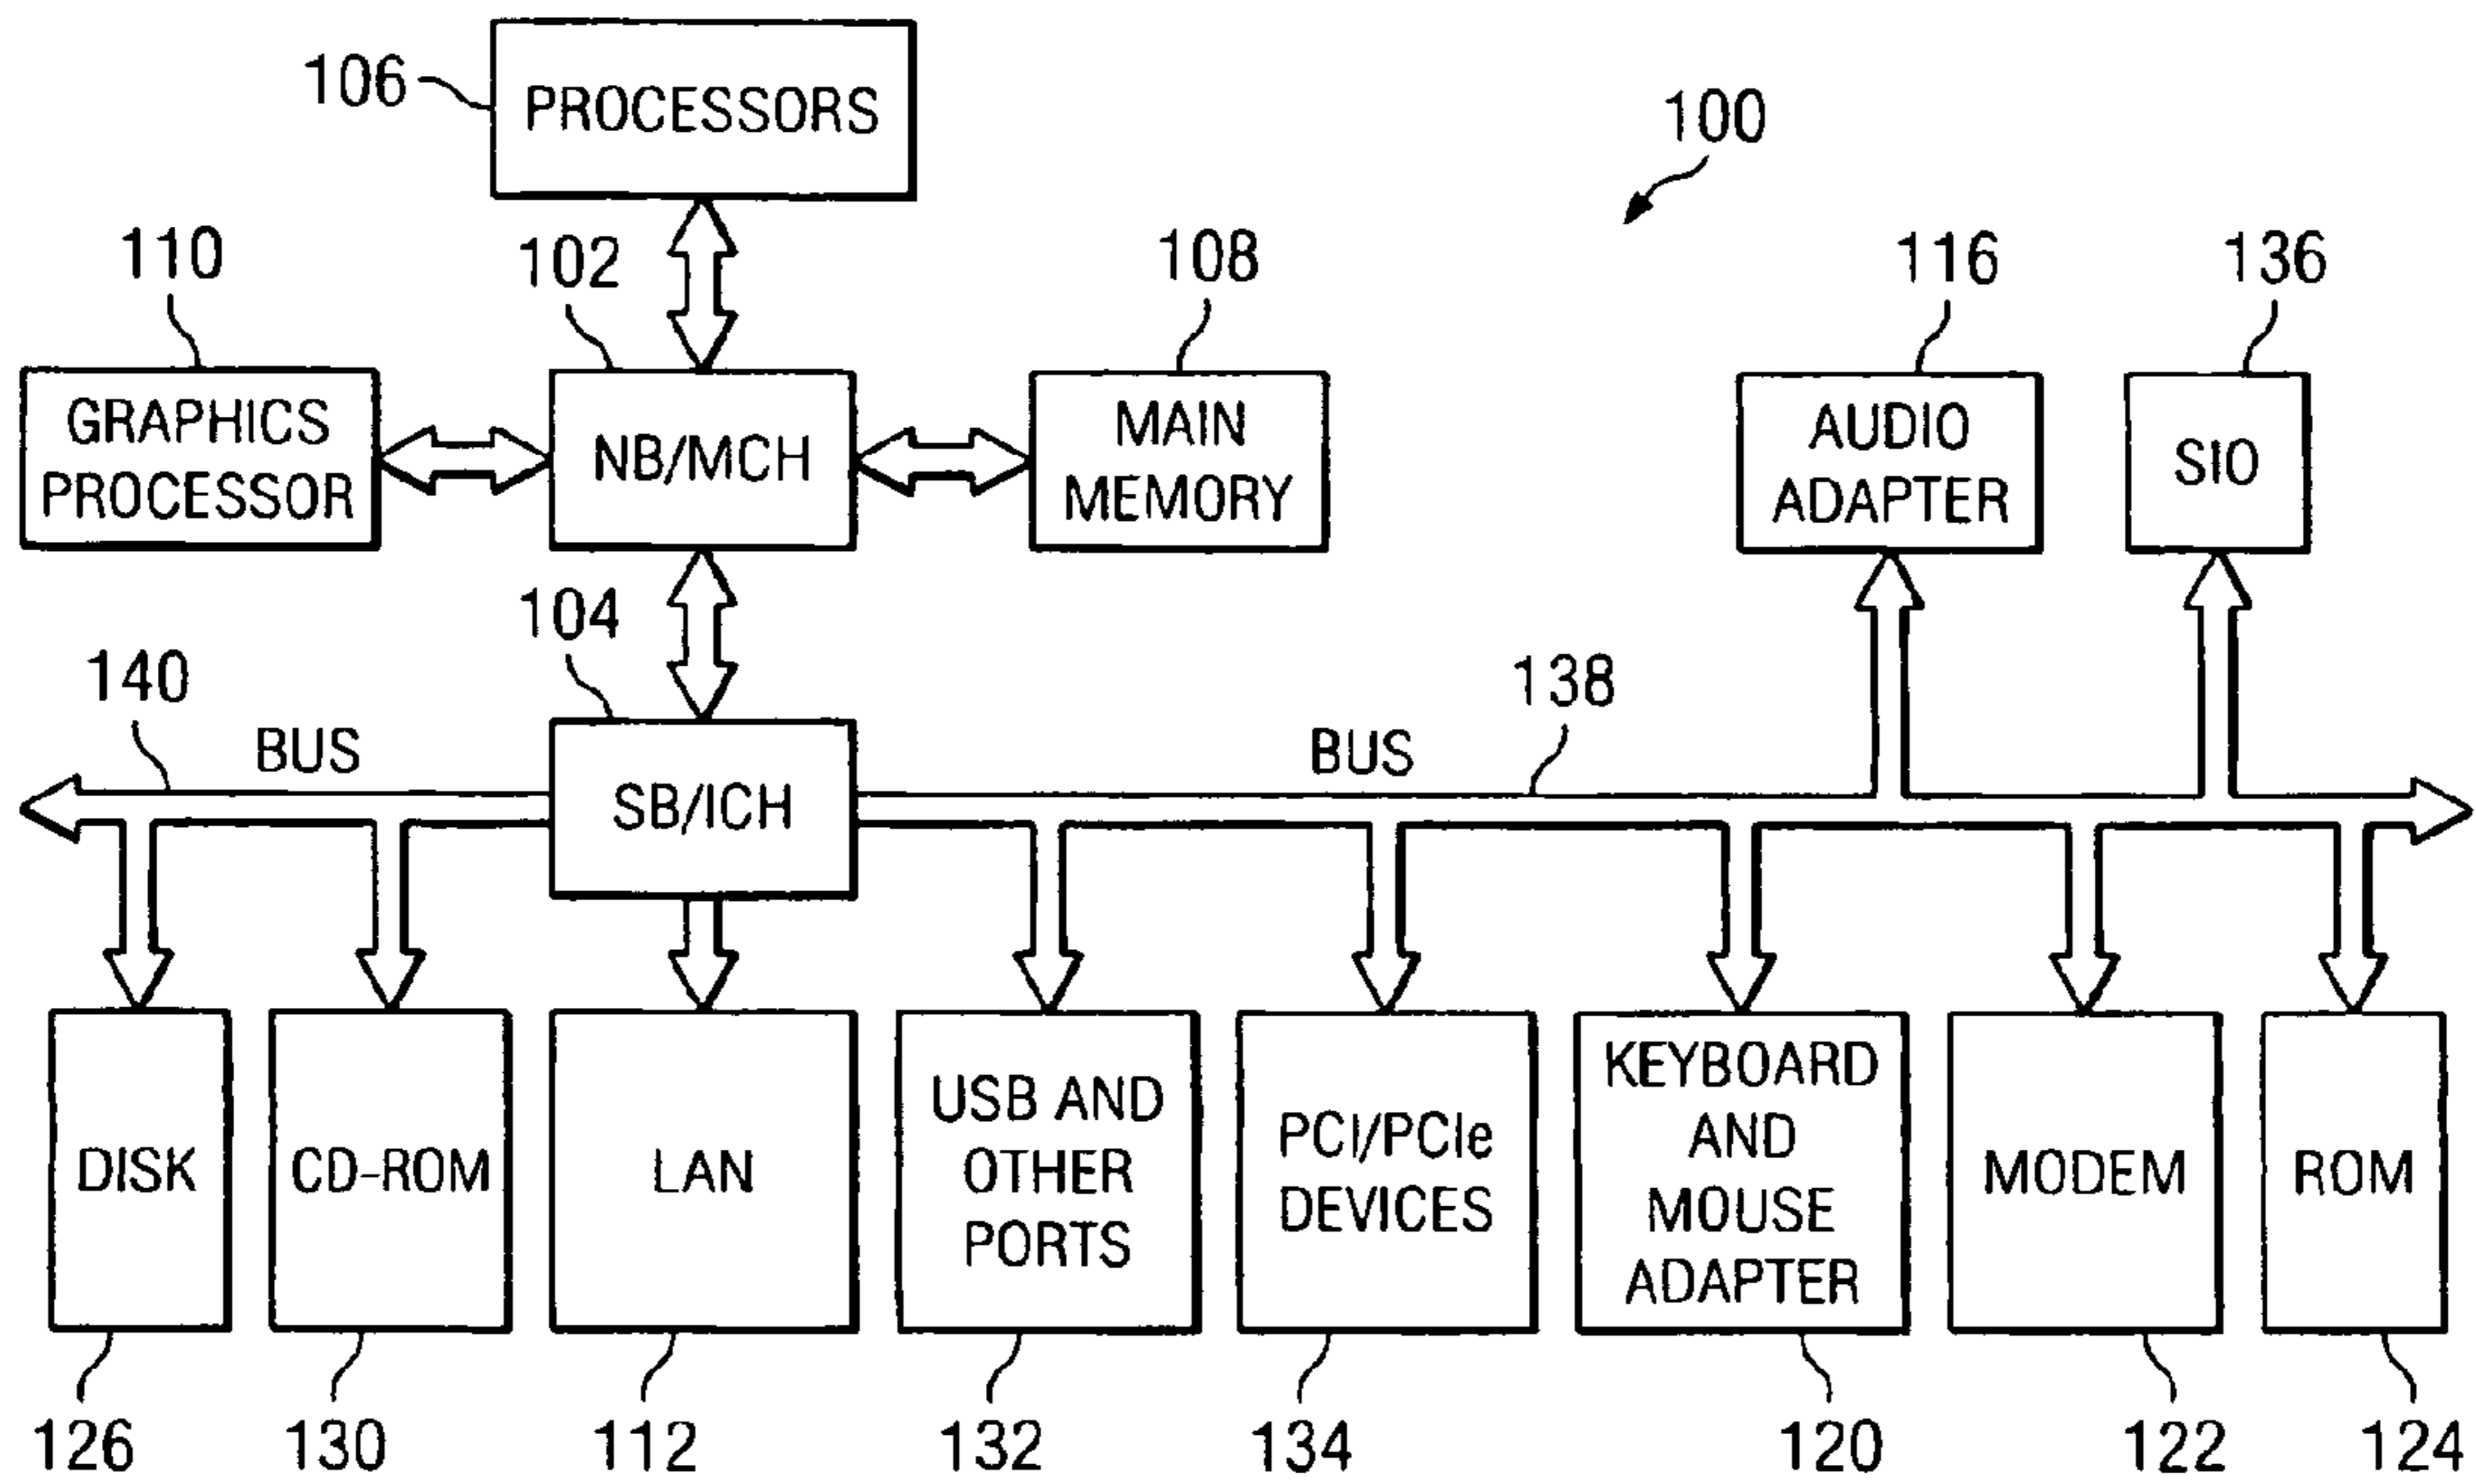 106
PROCESSORS
100
110
102
108
116
136
GRAPHICS
PROCESSOR
NB/MCH
MAIN
MEMORY
AUDIO
ADAPTER
SIO
104
140
BUS
138
BUS
SB/ICH
DISK
CD-ROM
LAN
USB AND
OTHER
PORTS
PCI/PCIe
DEVICES
KEYBOARD
AND
MOUSE
ADAPTER
MODEM
ROM
126
130
112
132
134
120
122
124